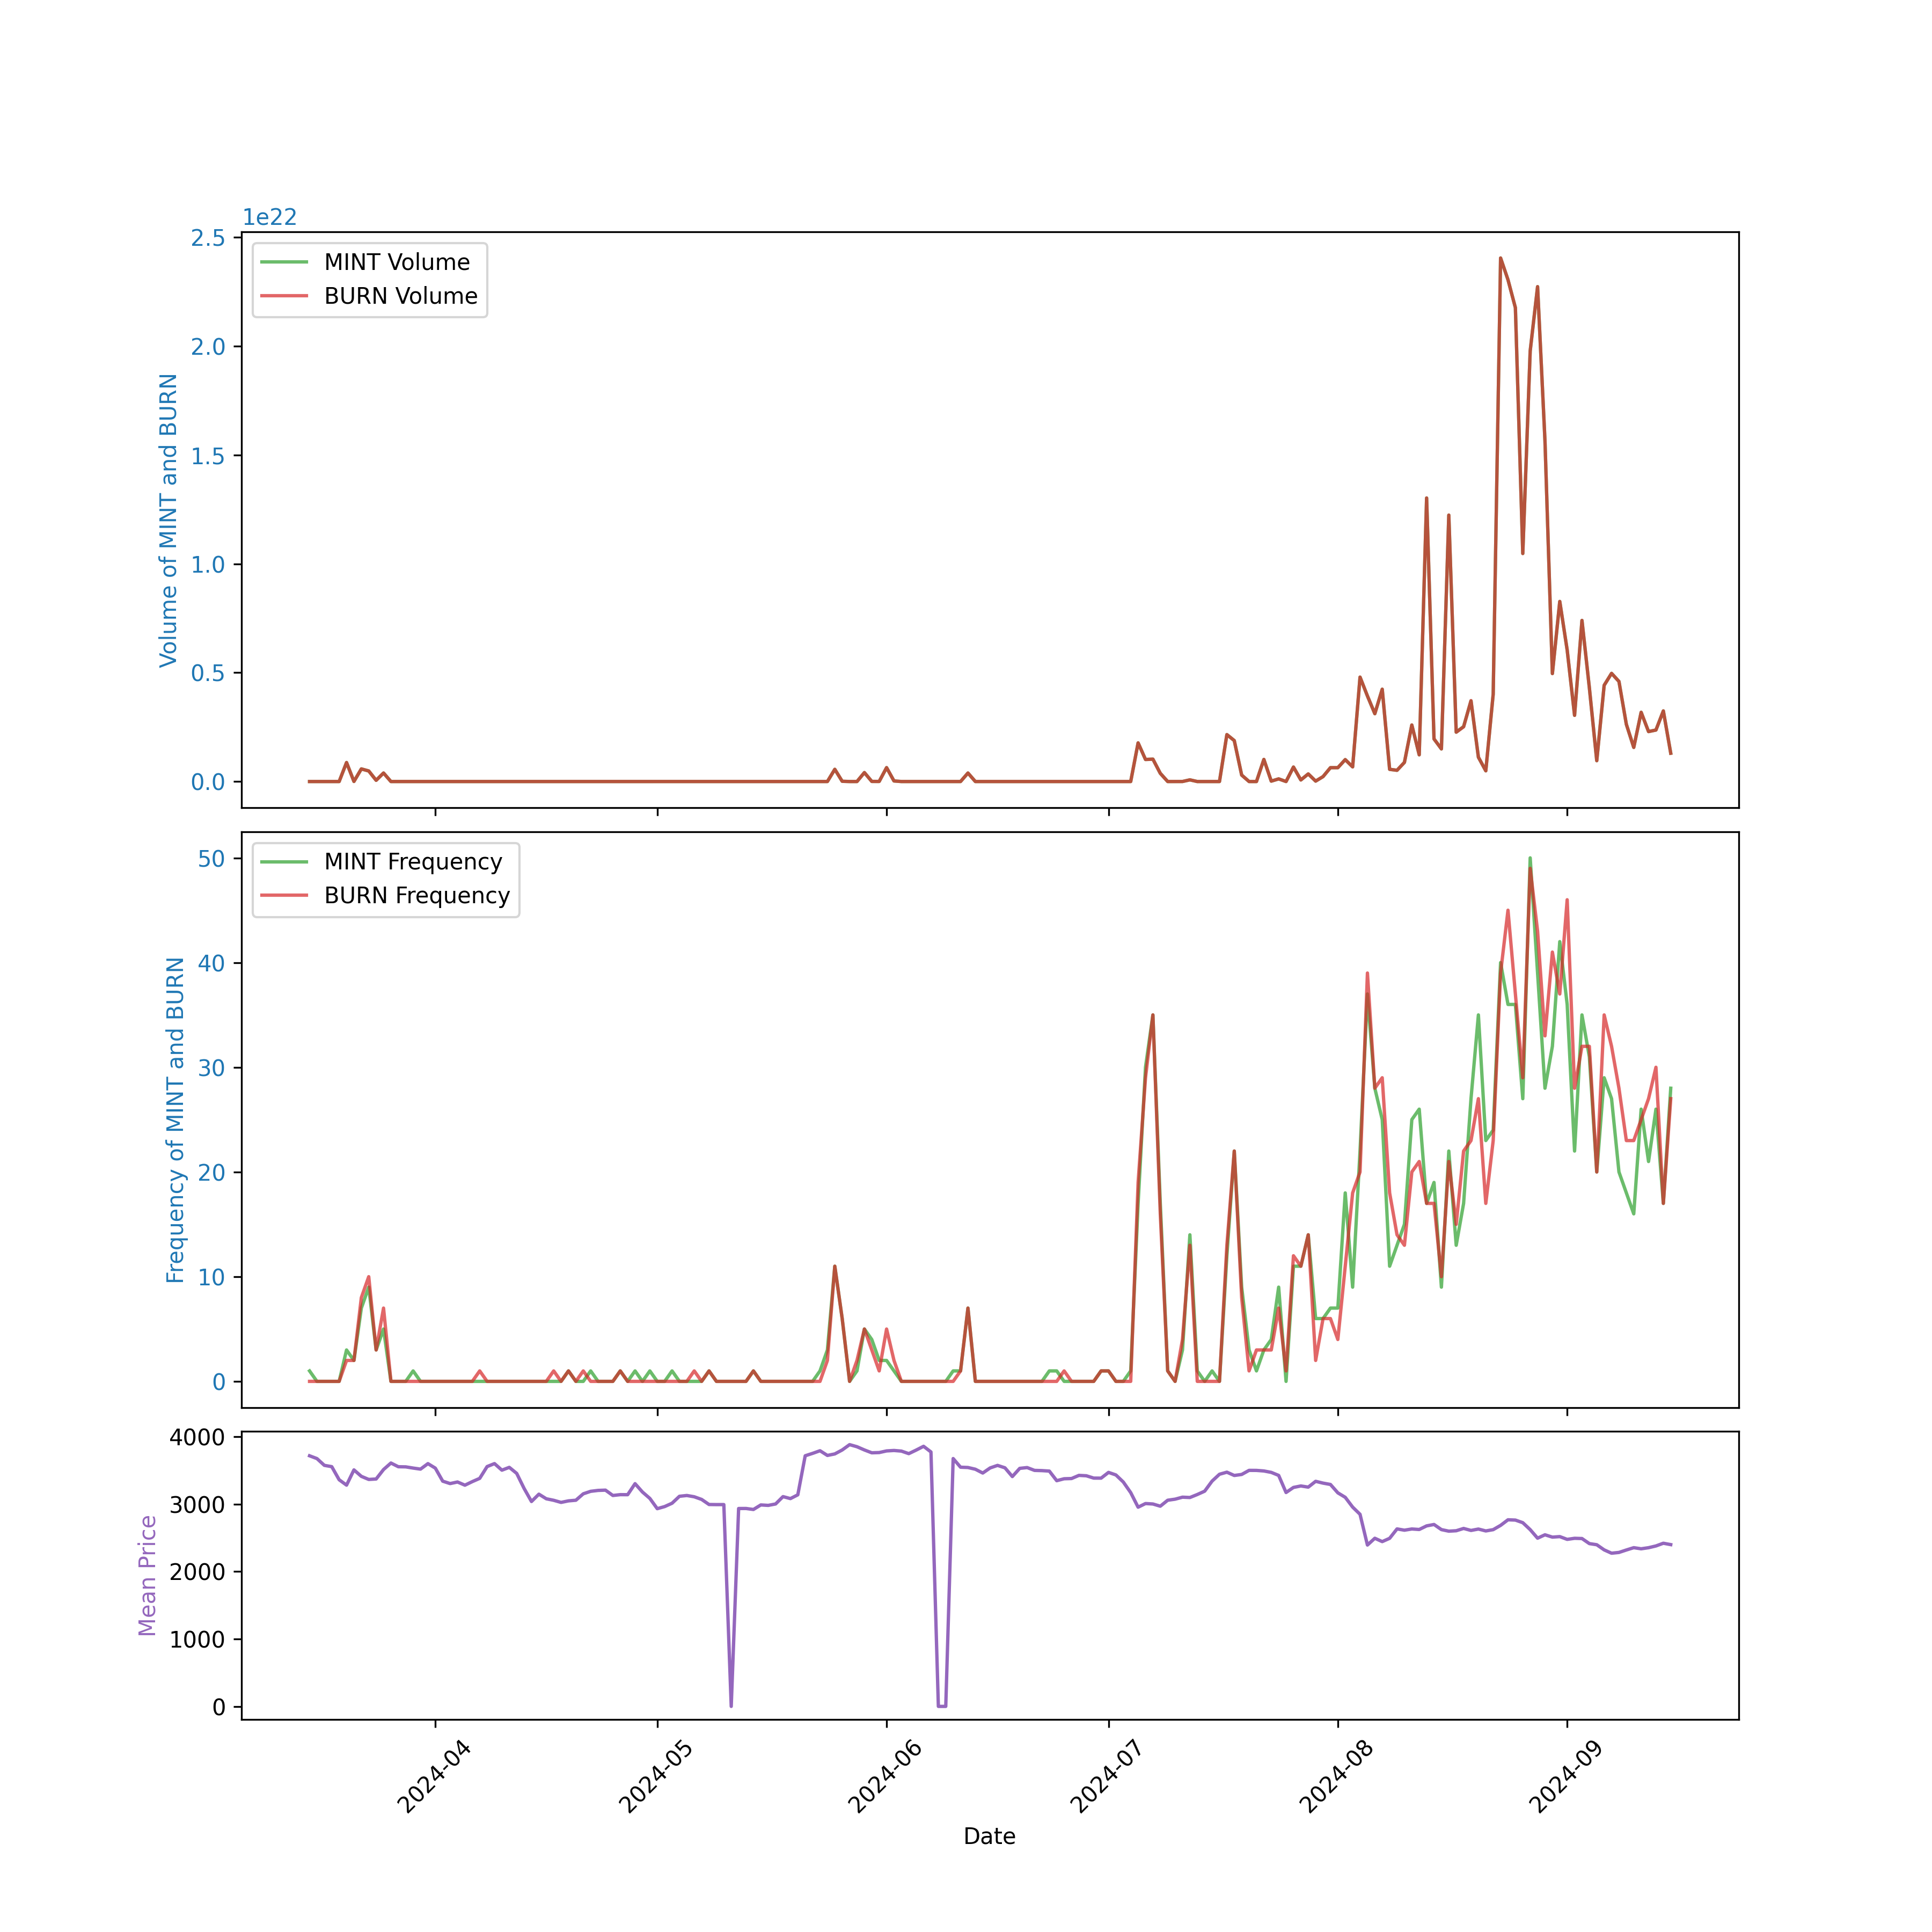 1e22
2.5
2.0
1.5
1.0
0.5
0.0
Volume of MINT and BURN
MINT Volume
BURN Volume
50
40
30
20
10
0
Frequency of MINT and BURN
MINT Frequency
BURN Frequency
4000
3000
2000
1000
0
Mean Price
2024-04
2024-05
2024-06
2024-07
2024-08
2024-09
Date